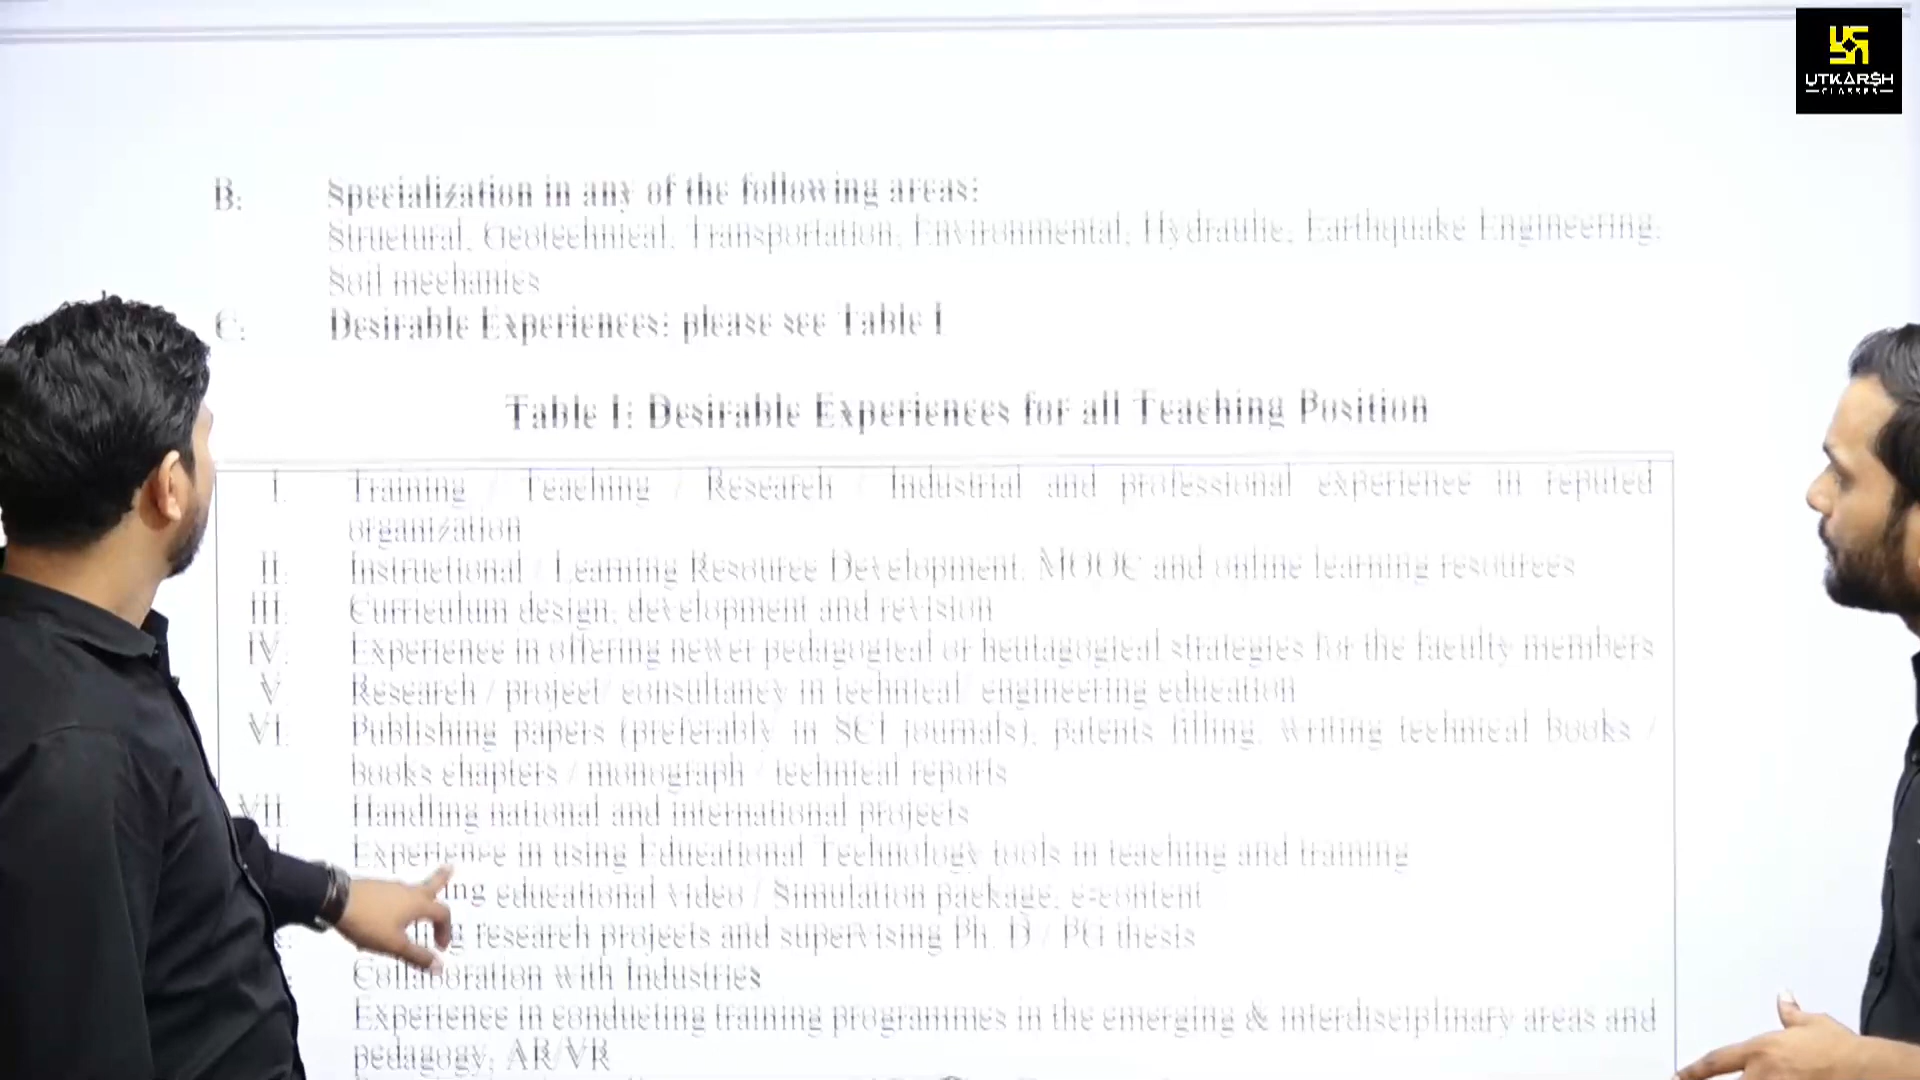 UTKARSH
CLASSES
B. Specialization in any of the following areas:
Structural, Geotechnical, Transportation, Environmental, Hydraulic, Earthquake Engineering,
Soil mechanics
C. Desirable Experiences: please see Table I
Table I: Desirable Experiences for all Teaching Position
I. Training / Teaching / Research / Industrial and professional experience in reputed
organization
II. Instructional / Learning Resource Development, MOOC and online learning resources
III. Curriculum design, development and revision
IV. Experience in offering newer pedagogical or heutagogical strategies for the faculty members
V. Research / project/ consultancy in technical/ engineering education
VI. Publishing papers (preferably in SCI journals), patents filling, writing technical books /
books chapters / monograph / technical reports
VII. Handling national and international projects
Experience in using Educational Technology tools in teaching and training
ing educational video / Simulation package, e-content
research projects and supervising Ph. D / PG thesis
Collaboration with Industries
Experience in conducting training programmes in the emerging & interdisciplinary areas and
pedagogy, AR/VR